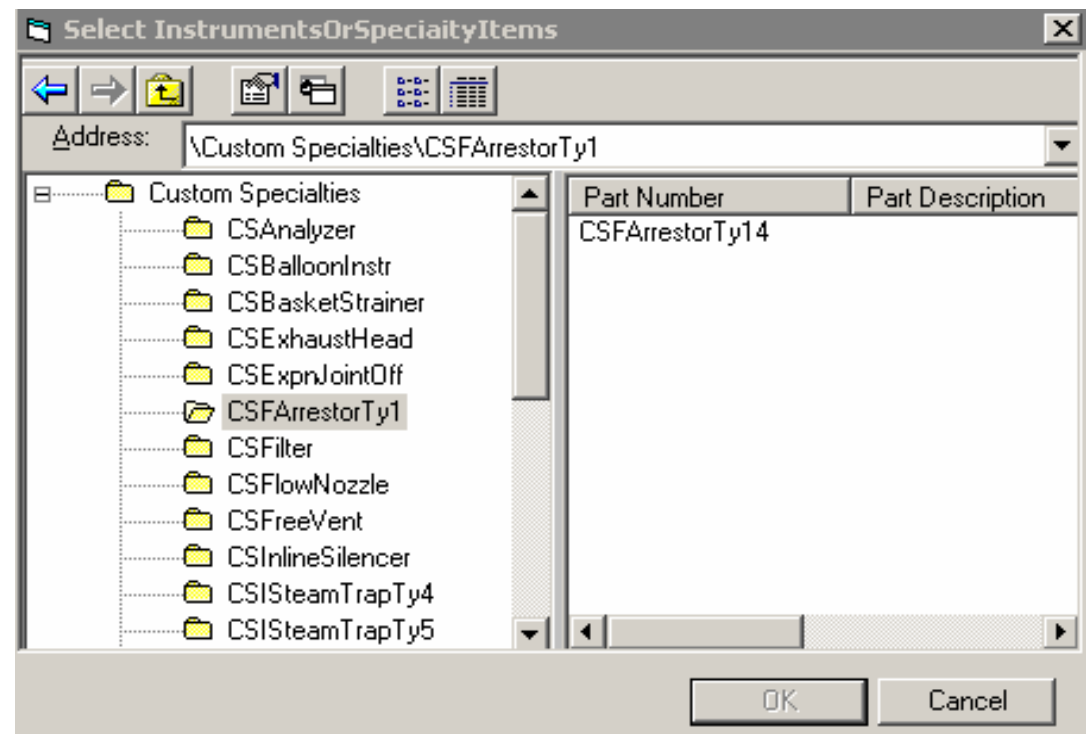 Select InstrumentsOrSpeciaityItems
Address: \Custom Specialties\CSFArrestorTy1
Custom Specialties
CSAnalyzer
CSBalloonInstr
CSBasketStrainer
CSExhaustHead
CSExpnJointOff
CSFArrestorTy1
CSFilter
CSFlowNozzle
CSFreeVent
CSInlineSilencer
CSISteamTrapTy4
CSISteamTrapTy5
Part Number Part Description
CSFArrestorTy14
OK Cancel